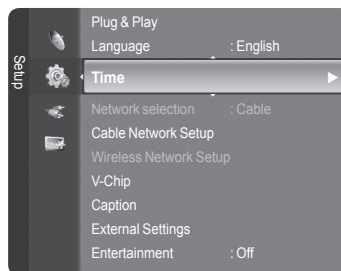 Setup
Plug & Play
Language : English
Time
Network selection : Cable
Cable Network Setup
Wireless Network Setup
V-Chip
Caption
External Settings
Entertainment : Off